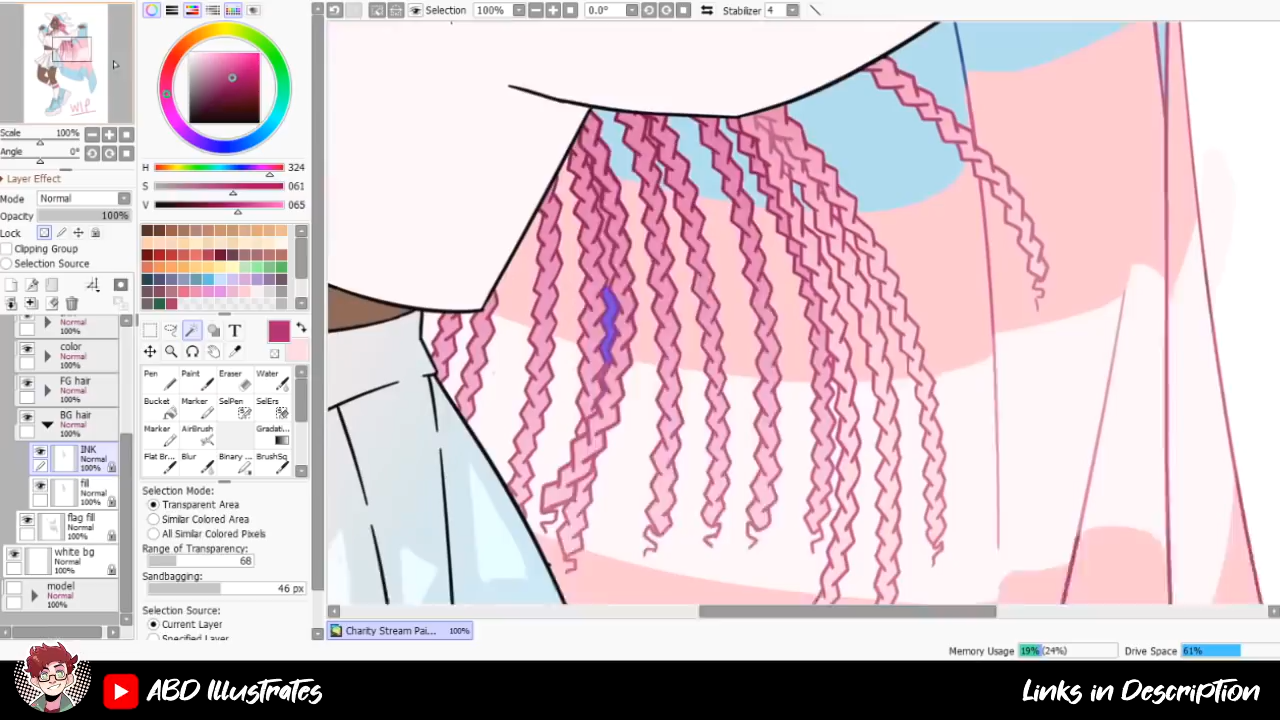 Selection 100% 0.0° Stabilizer 4
WIP
Scale 100%
Angle 0°
Layer Effect
Mode Normal
Opacity 100%
Lock
Clipping Group
Selection Source
H 324
S 061
V 065
100%
color
Normal
100%
FG hair
Normal
100%
BG hair
Normal
100%
INK
Normal
100%
fill
Normal
100%
flag fill
Normal
100%
white bg
Normal
100%
model
Normal
100%
T
Pen Paint Eraser Water
Bucket Marker SelPen SelErs
Marker AirBrush Gradati...
Flat Br... Blur Binary ... BrushSq
Selection Mode:
Transparent Area
Similar Colored Area
All Similar Colored Pixels
Range of Transparency:
68
Sandbagging:
46 px
Selection Source:
Current Layer
Specified Layer
Charity Stream Pai... 100%
Memory Usage 19% (24%) Drive Space 61%
ABD Illustrates
Links in Description